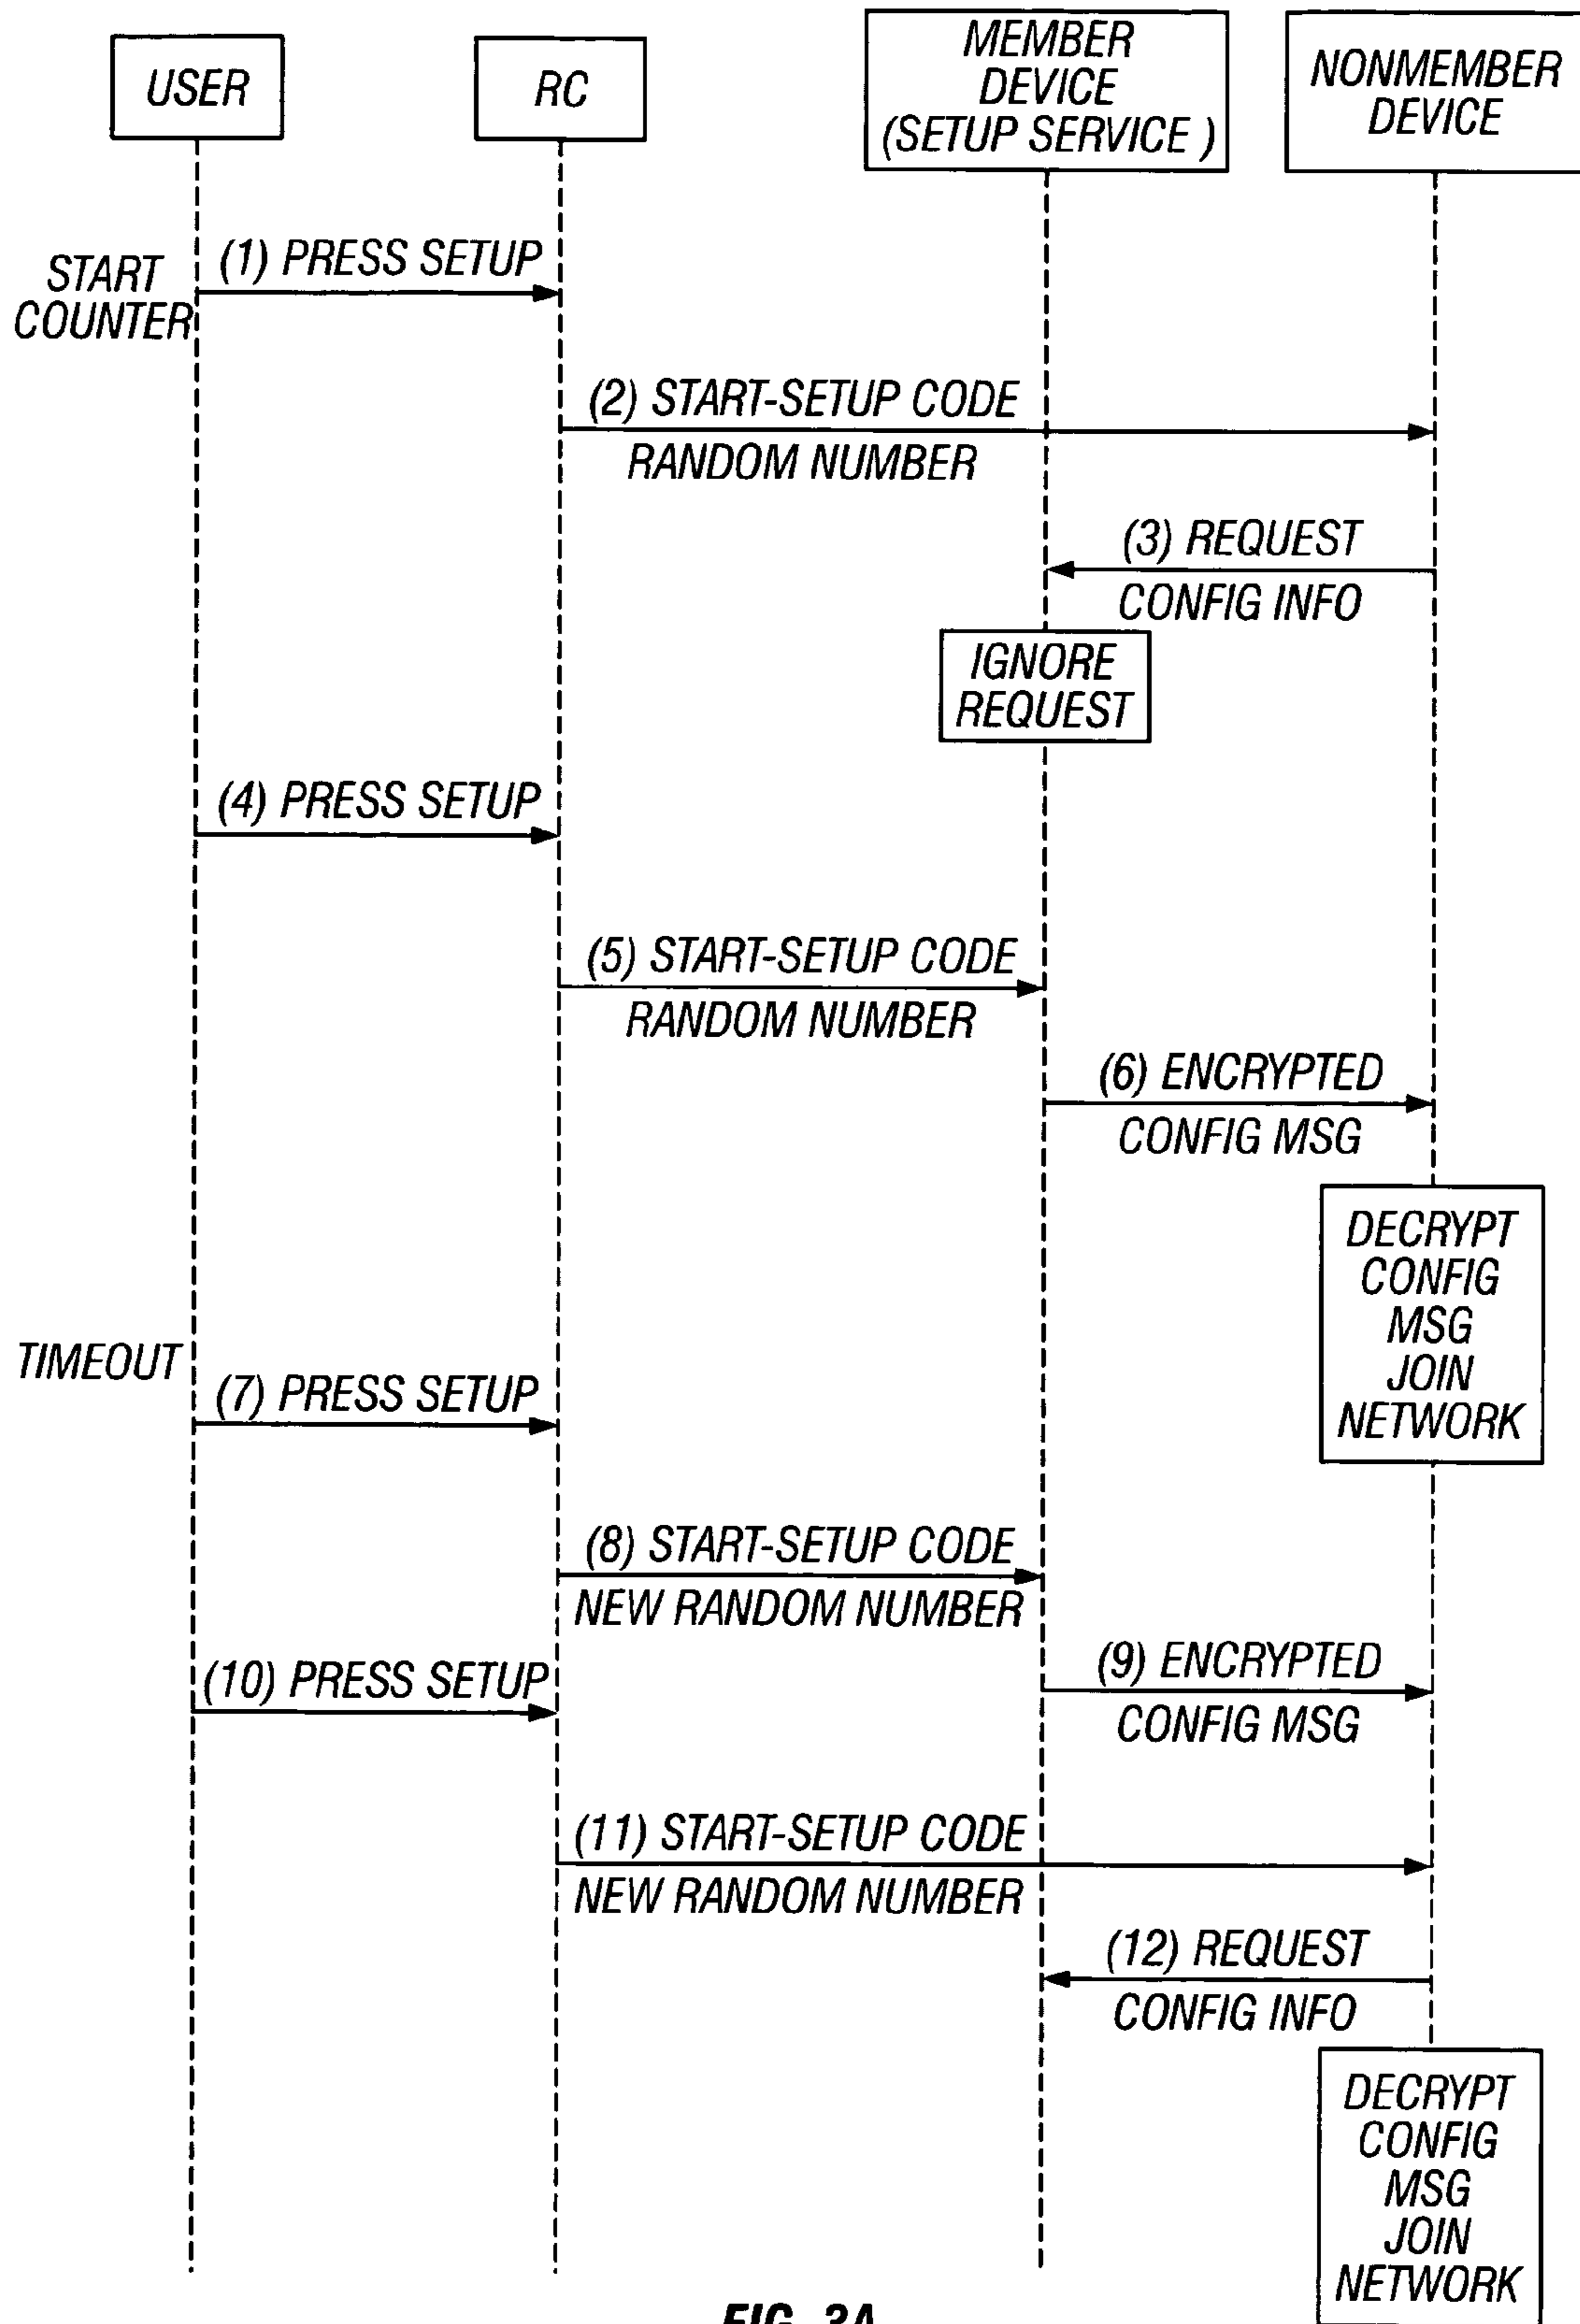 USER
RC
MEMBER
DEVICE
(SETUP SERVICE )
NONMEMBER
DEVICE
START
COUNTER
(1) PRESS SETUP
(2) START-SETUP CODE
RANDOM NUMBER
(3) REQUEST
CONFIG INFO
IGNORE
REQUEST
(4) PRESS SETUP
(5) START-SETUP CODE
RANDOM NUMBER
(6) ENCRYPTED
CONFIG MSG
DECRYPT
CONFIG
MSG
JOIN
NETWORK
TIMEOUT
(7) PRESS SETUP
(8) START-SETUP CODE
NEW RANDOM NUMBER
(9) ENCRYPTED
CONFIG MSG
(10) PRESS SETUP
(11) START-SETUP CODE
NEW RANDOM NUMBER
(12) REQUEST
CONFIG INFO
DECRYPT
CONFIG
MSG
JOIN
NETWORK
FIG. 3A